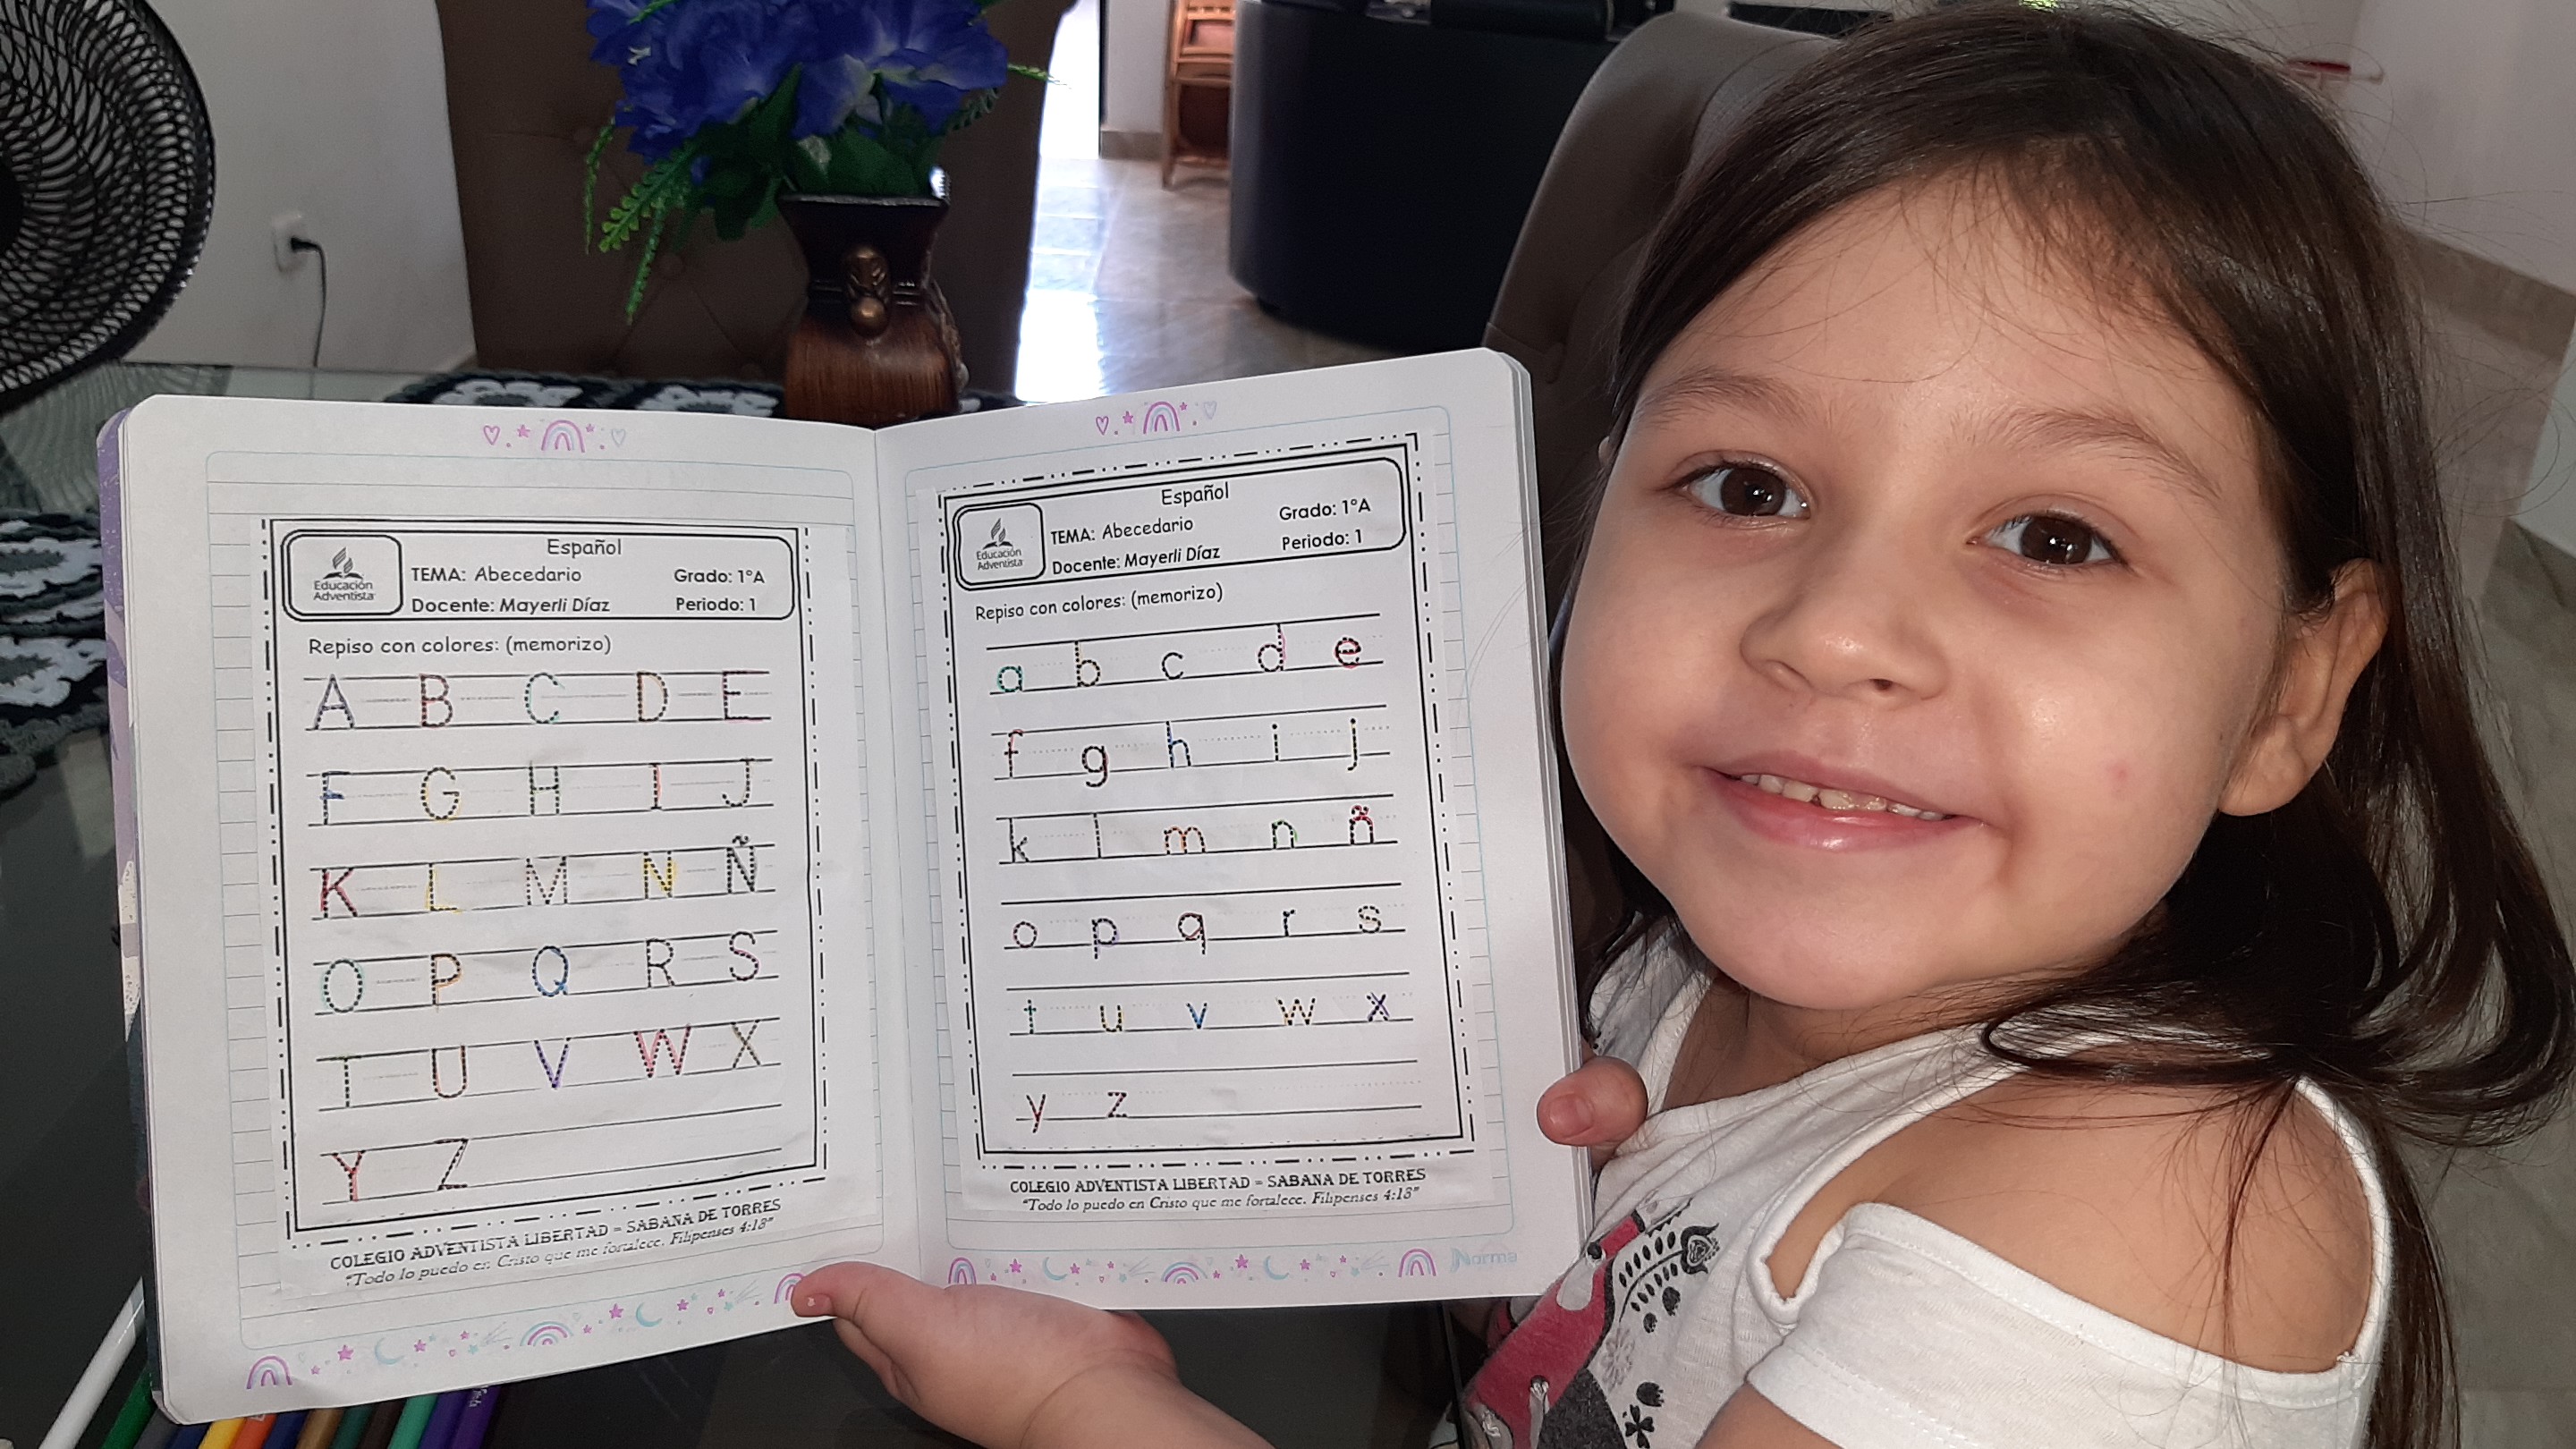 Español
Educación
Adventista
TEMA: Abecedario Grado: 1°A
Docente: Mayerli Díaz Periodo: 1
Repiso con colores: (memorizo)
A B C D E
F G H I J
K L M N Ñ
O P Q R S
T U V W X
Y Z
COLEGIO ADVENTISTA LIBERTAD - SABANA DE TORRES
"Todo lo puedo en Cristo que me fortalece. Filipenses 4:13"
Español
Educación
Adventista
TEMA: Abecedario Grado: 1°A
Docente: Mayerli Díaz Periodo: 1
Repiso con colores: (memorizo)
a b c d e
f g h i j
k l m n ñ
o p q r s
t u v w x
y z
COLEGIO ADVENTISTA LIBERTAD - SABANA DE TORRES
"Todo lo puedo en Cristo que me fortalece. Filipenses 4:13"
Norma